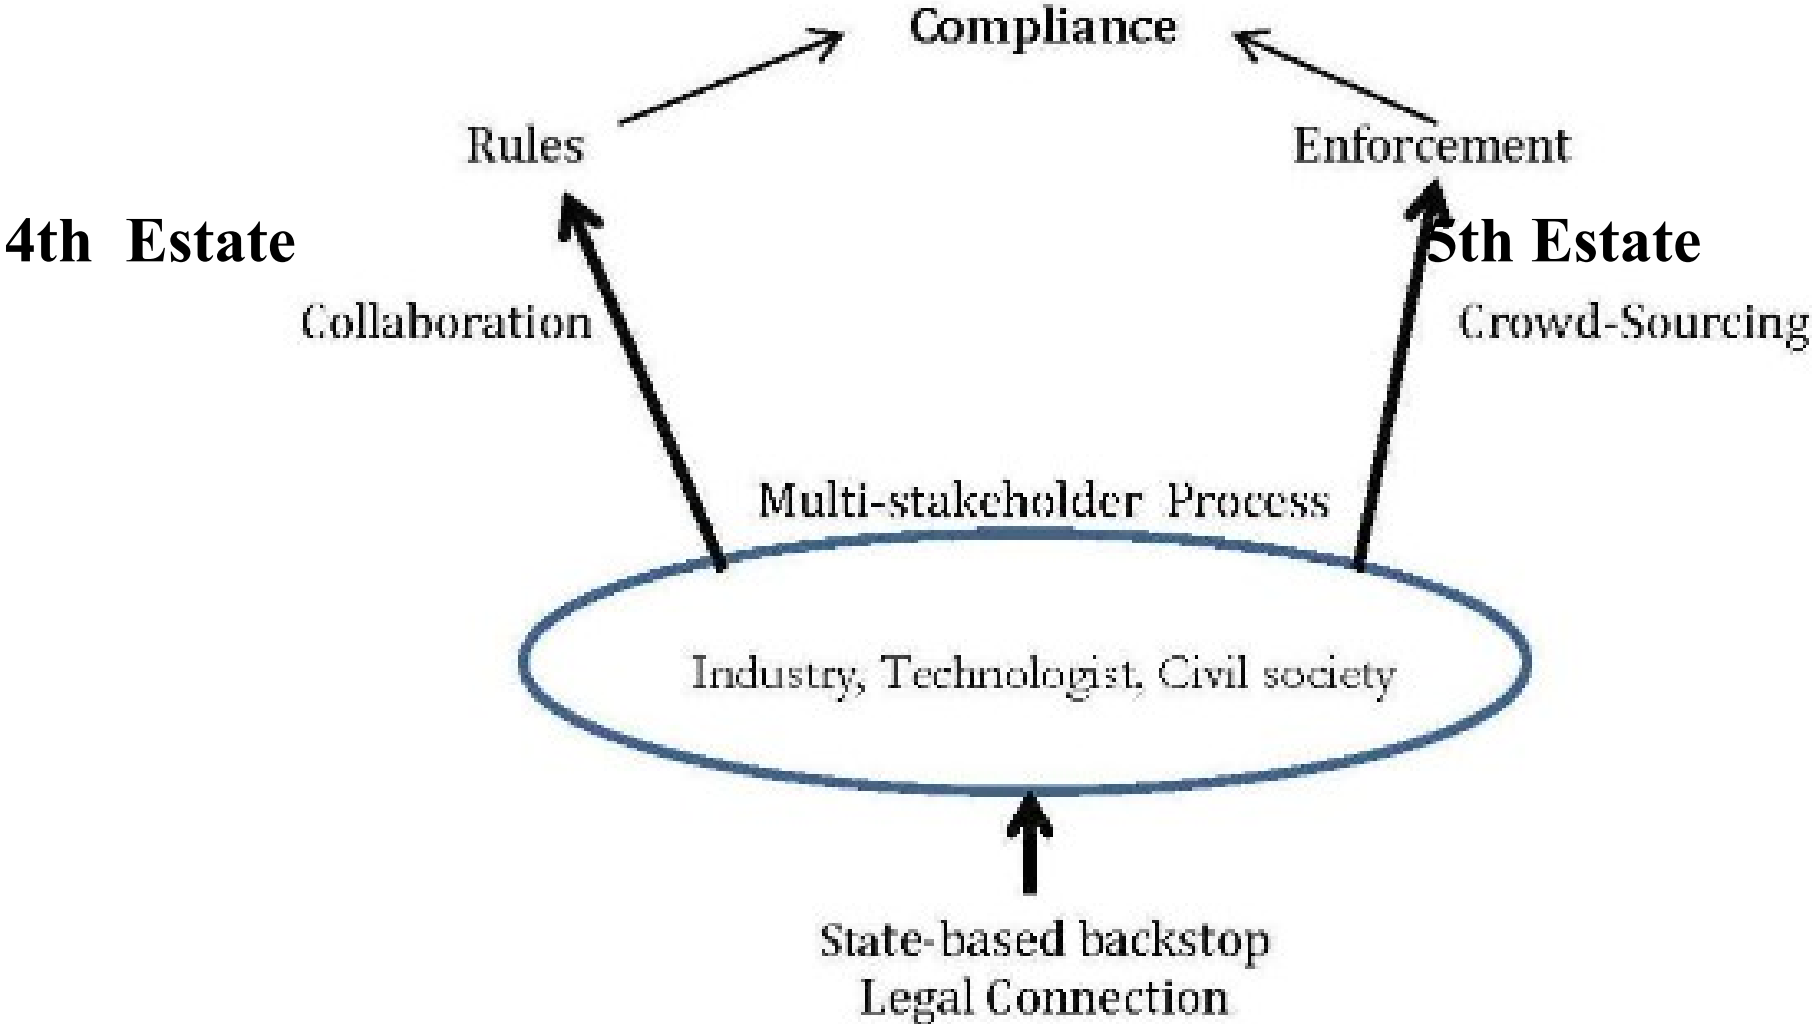 Compliance
Rules
Enforcement
4th Estate
5th Estate
Collaboration
Crowd-Sourcing
Multi-stakeholder Process
Industry, Technologist, Civil society
State-based backstop
Legal Connection